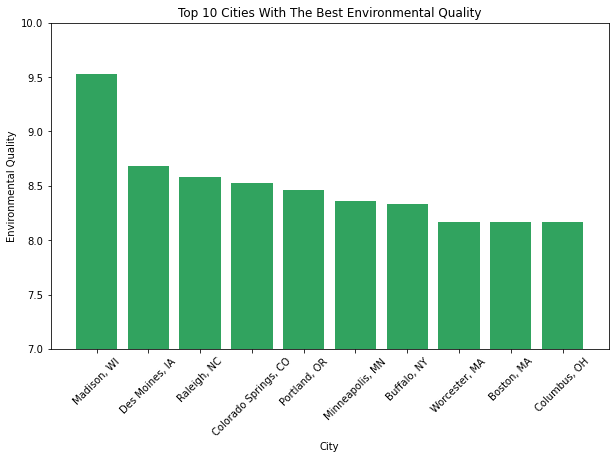 Top 10 Cities With The Best Environmental Quality
Environmental Quality
10.0
9.5
9.0
8.5
8.0
7.5
7.0
Madison, WI
Des Moines, IA
Raleigh, NC
Colorado Springs, CO
Portland, OR
Minneapolis, MN
Buffalo, NY
Worcester, MA
Boston, MA
Columbus, OH
City